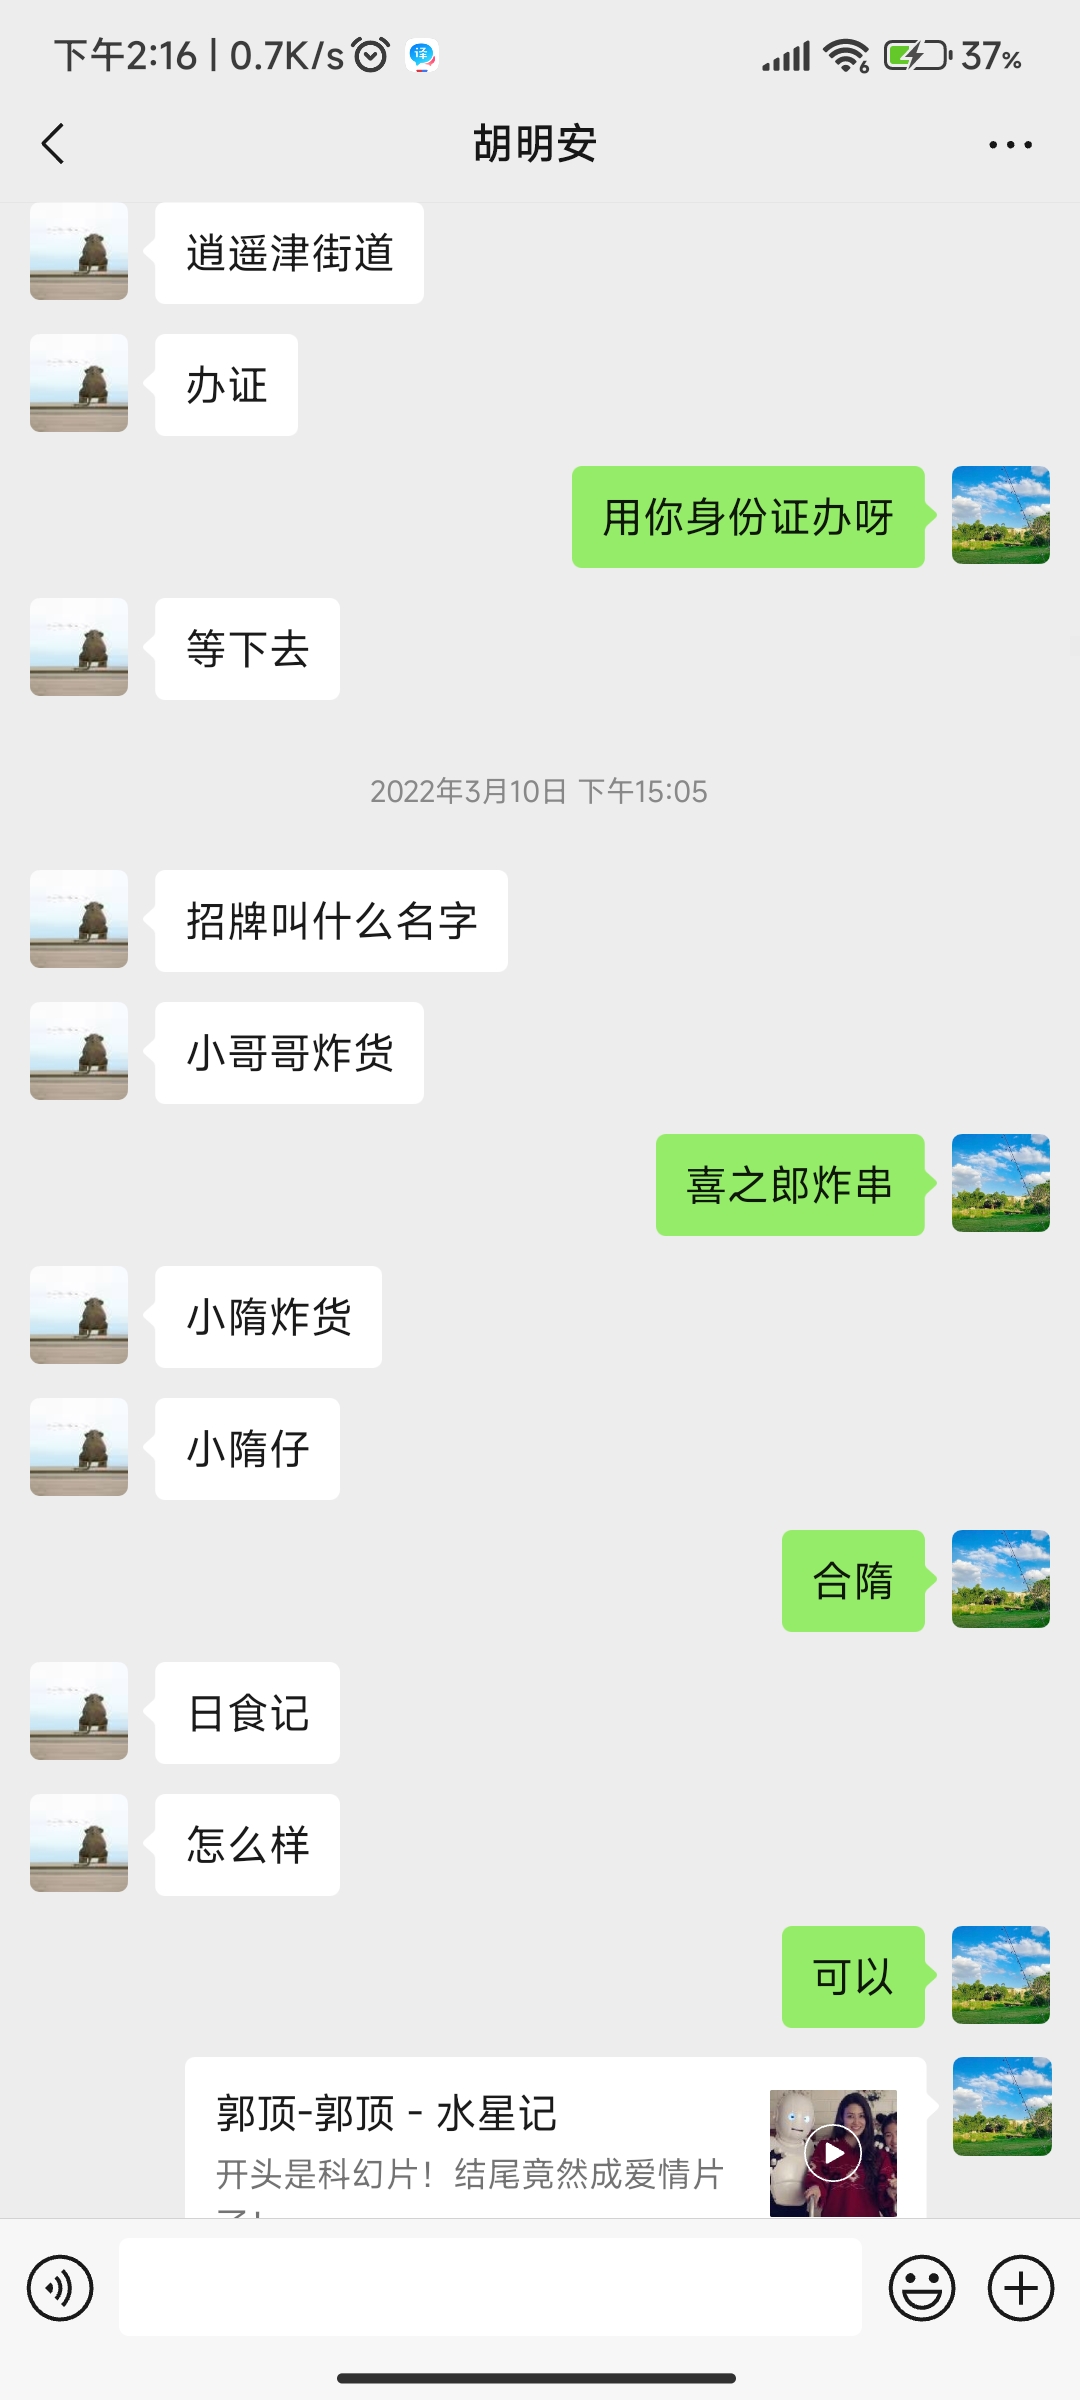 下午2:16 | 0.7K/s 译 6 37%
胡明安
逍遥津街道
办证
用你身份证办呀
等下去
2022年3月10日 下午15:05
招牌叫什么名字
小哥哥炸货
喜之郎炸串
小隋炸货
小隋仔
合隋
日食记
怎么样
可以
郭顶-郭顶 - 水星记
开头是科幻片！结尾竟然成爱情片